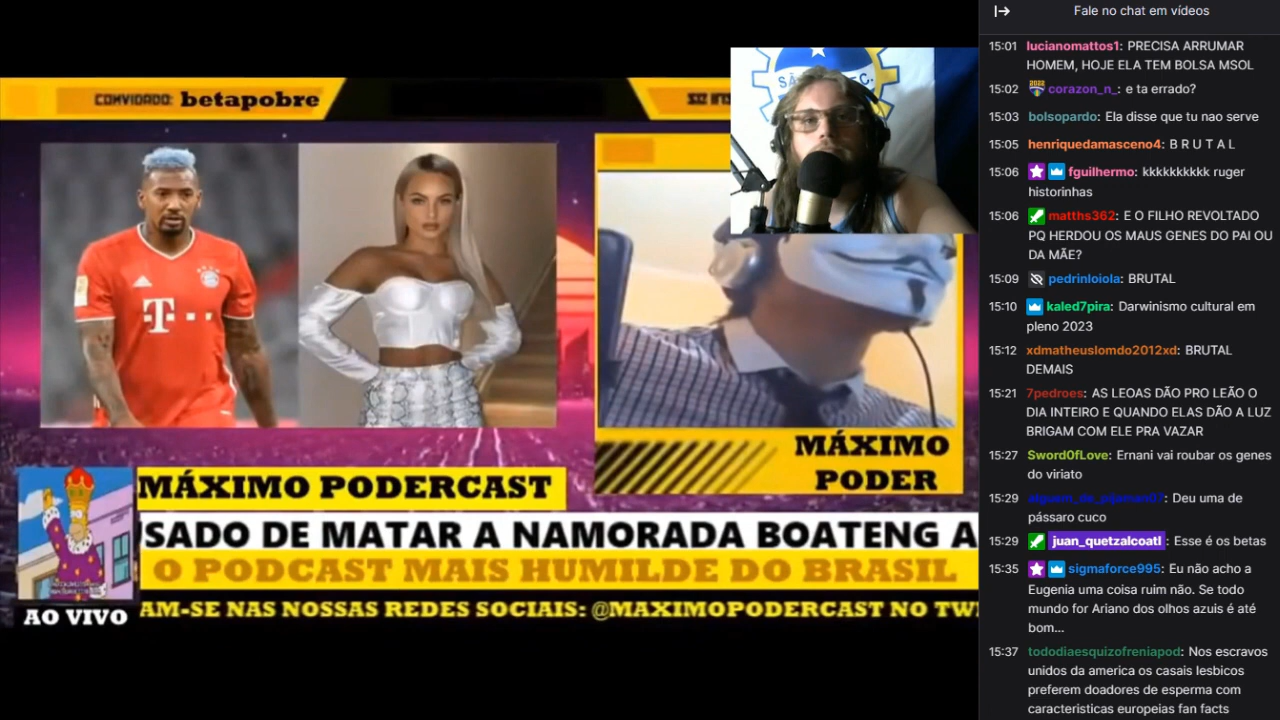 Fale no chat em vídeos
CONVIDADO: betapobre
T
MÁXIMO
PODER
MÁXIMO PODERCAST
SADO DE MATAR A NAMORADA BOATENG A
O PODCAST MAIS HUMILDE DO BRASIL
AO VIVO
AM-SE NAS NOSSAS REDES SOCIAIS: @MAXIMOPODERCAST NO TW
15:01 lucianomattos1: PRECISA ARRUMAR
HOMEM, HOJE ELA TEM BOLSA MSOL
15:02 corazon_n_: e ta errado?
15:03 bolsopardo: Ela disse que tu nao serve
15:05 henriquedamasceno4: B R U T A L
15:06 fguilhermo: kkkkkkkkkk ruger
historinhas
15:06 matths362: E O FILHO REVOLTADO
PQ HERDOU OS MAUS GENES DO PAI OU
DA MÃE?
15:09 pedrinloiola: BRUTAL
15:10 kaled7pira: Darwinismo cultural em
pleno 2023
15:12 xdmatheuslomdo2012xd: BRUTAL
DEMAIS
15:21 7pedroes: AS LEOAS DÃO PRO LEÃO O
DIA INTEIRO E QUANDO ELAS DÃO A LUZ
BRIGAM COM ELE PRA VAZAR
15:27 Sword0fLove: Ernani vai roubar os genes
do viriato
15:29 Deu uma de
pássaro cuco
15:29 juan_quetzalcoatl: Esse é os betas
15:35 sigmaforce995: Eu não acho a
Eugenia uma coisa ruim não. Se todo
mundo for Ariano dos olhos azuis é até
bom...
15:37 tododiaesquizofreniapod: Nos escravos
unidos da america os casais lesbicos
preferem doadores de esperma com
caracteristicas europeias fan facts